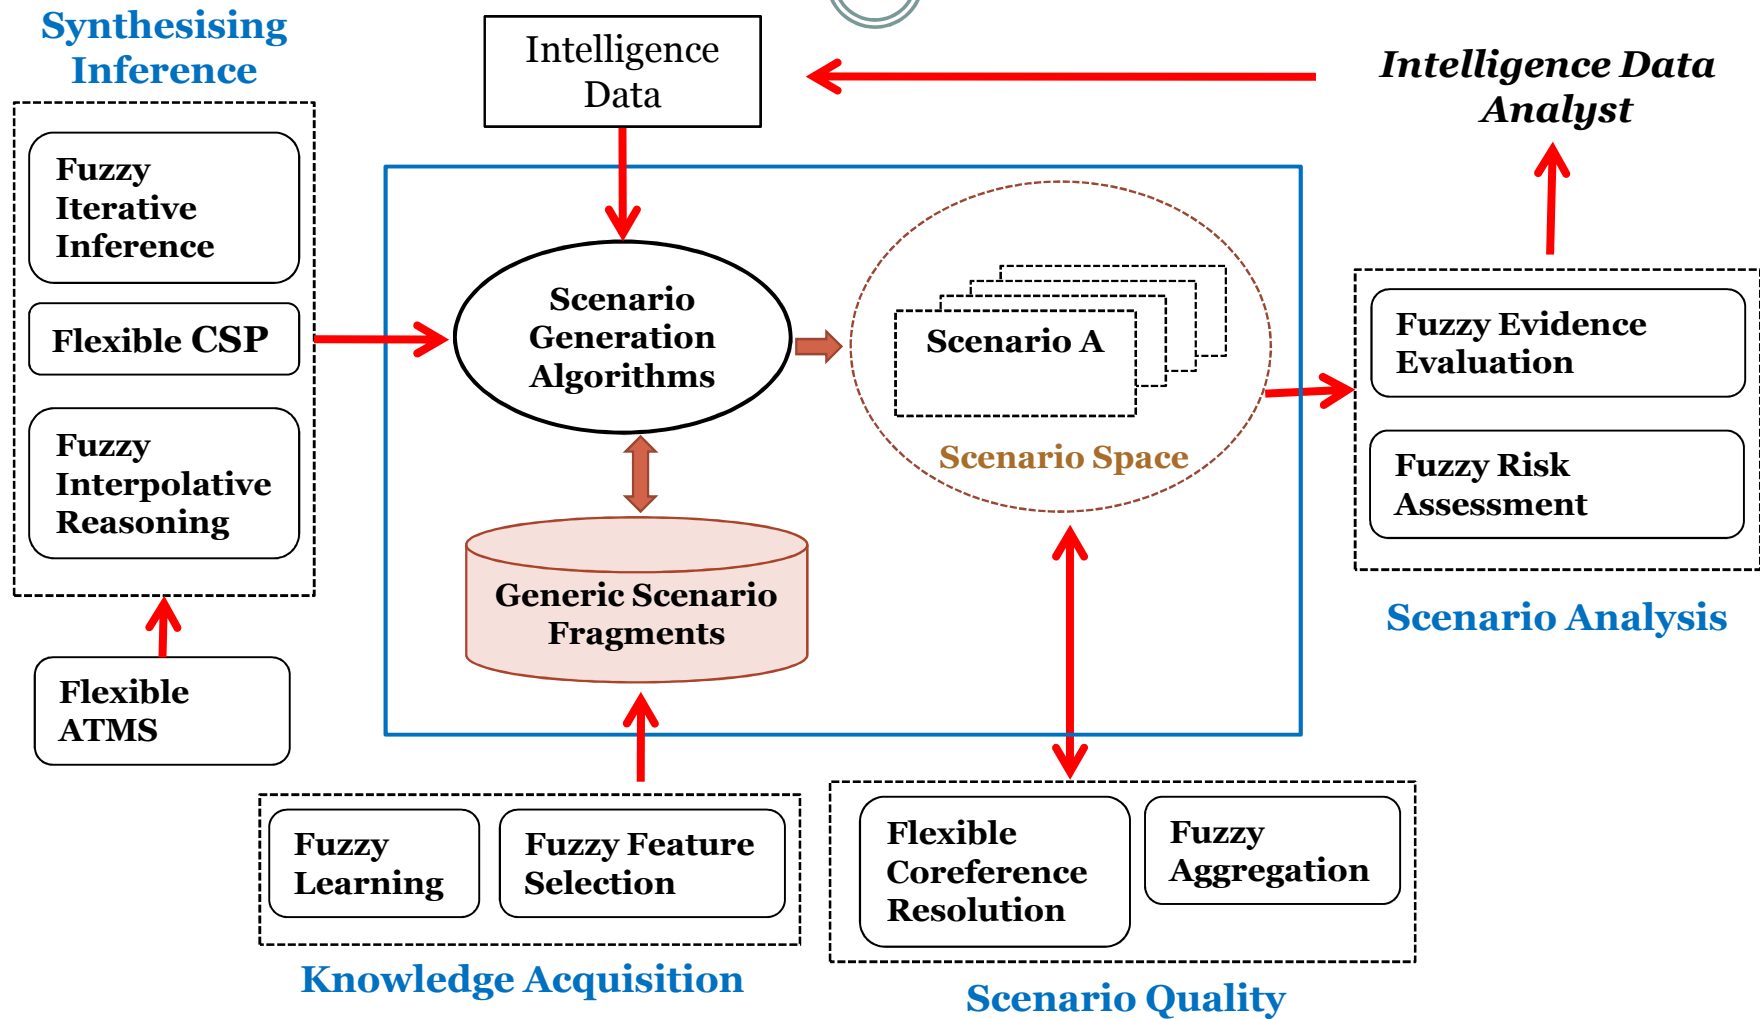 Synthesising
Inference
Fuzzy
Iterative
Inference
Flexible CSP
Fuzzy
Interpolative
Reasoning
Flexible
ATMS
Intelligence
Data
Intelligence Data
Analyst
Scenario
Generation
Algorithms
Scenario A
Scenario Space
Generic Scenario
Fragments
Fuzzy Evidence
Evaluation
Fuzzy Risk
Assessment
Scenario Analysis
Fuzzy
Learning
Fuzzy Feature
Selection
Knowledge Acquisition
Flexible
Coreference
Resolution
Fuzzy
Aggregation
Scenario Quality